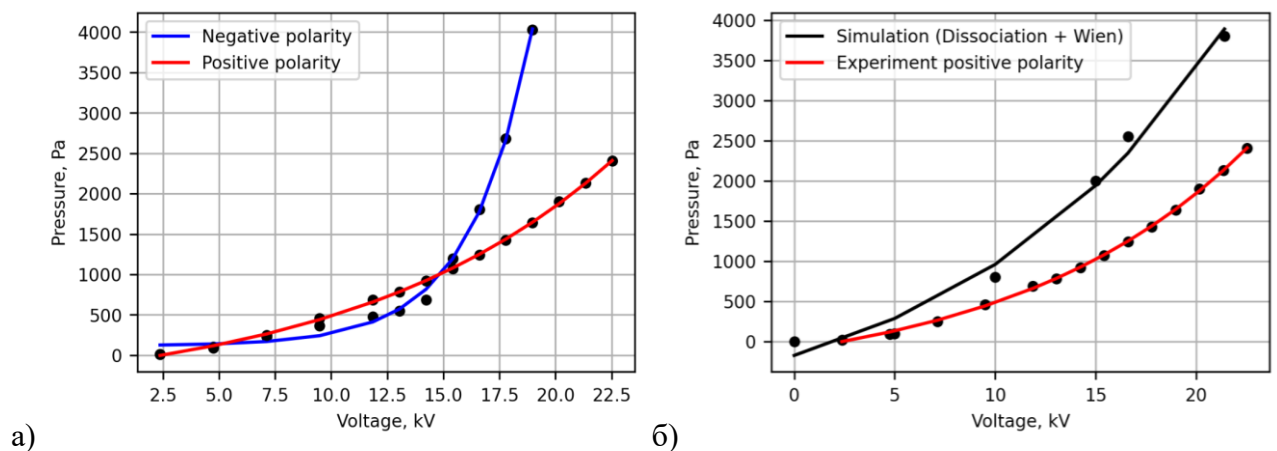 Negative polarity
Positive polarity
Pressure, Pa
4000
3500
3000
2500
2000
1500
1000
500
0
2.5 5.0 7.5 10.0 12.5 15.0 17.5 20.0 22.5
Voltage, kV
а)
Simulation (Dissociation + Wien)
Experiment positive polarity
Pressure, Pa
4000
3500
3000
2500
2000
1500
1000
500
0
0 5 10 15 20
Voltage, kV
б)